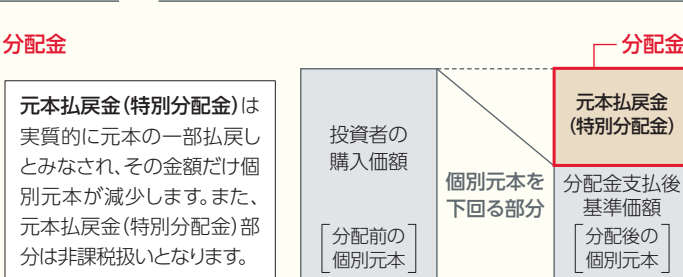 分配金
元本払戻金(特別分配金)は
実質的に元本の一部払戻し
とみなされ、その金額だけ個
別元本が減少します。また、
元本払戻金(特別分配金)部
分は非課税扱いとなります。
投資者の
購入価額
分配前の
個別元本
個別元本を
下回る部分
分配金
元本払戻金
(特別分配金)
分配金支払後
基準価額
分配後の
個別元本